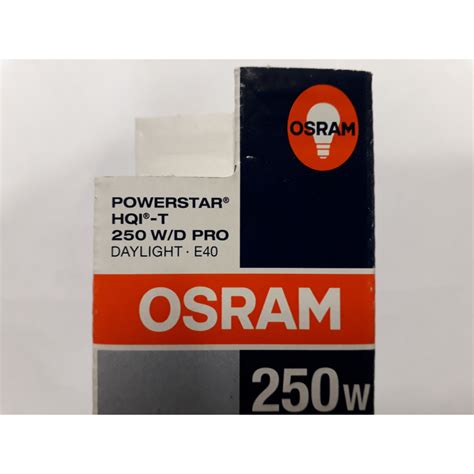 OSRAM
POWERSTAR®
HQI®-T
250 W/D PRO
DAYLIGHT · E40
OSRAM
250W